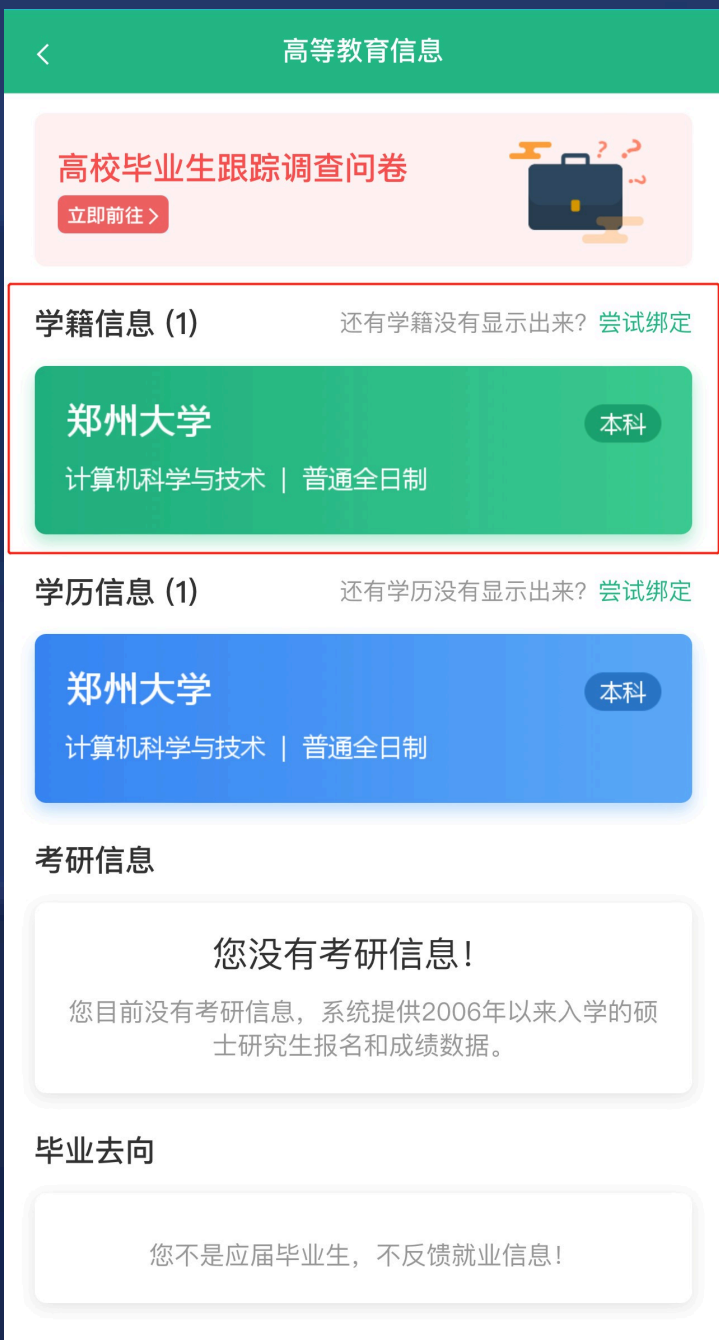 高等教育信息
高校毕业生跟踪调查问卷
立即前往 >
学籍信息 (1)
还有学籍没有显示出来? 尝试绑定
郑州大学
本科
计算机科学与技术 | 普通全日制
学历信息 (1)
还有学历没有显示出来? 尝试绑定
郑州大学
本科
计算机科学与技术 | 普通全日制
考研信息
您没有考研信息!
您目前没有考研信息，系统提供2006年以来入学的硕
士研究生报名和成绩数据。
毕业去向
您不是应届毕业生，不反馈就业信息!